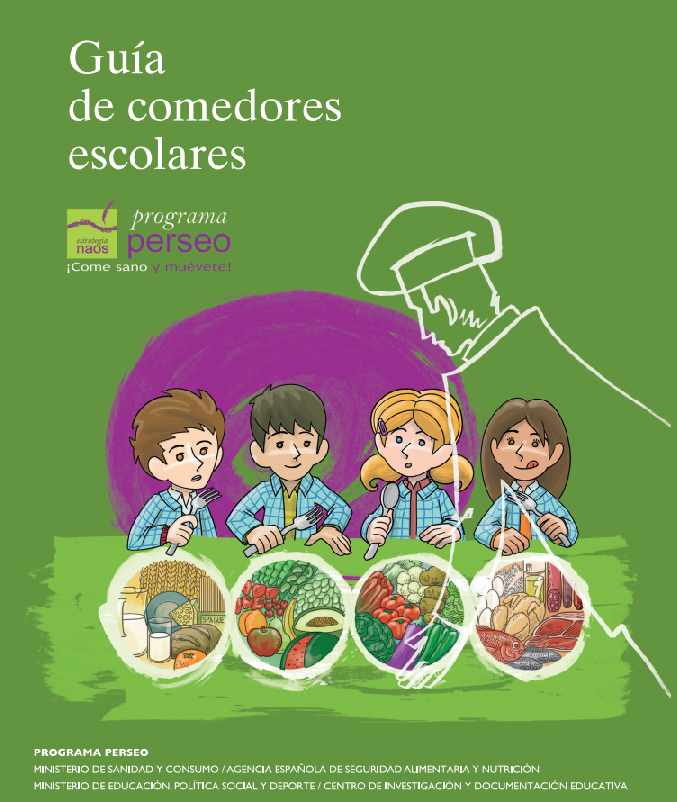 Guía
de comedores
escolares
programa
estrategia
naos
perseo
¡Come sano y muévete!
PROGRAMA PERSEO
MINISTERIO DE SANIDAD Y CONSUMO / AGENCIA ESPAÑOLA DE SEGURIDAD ALIMENTARIA Y NUTRICIÓN
MINISTERIO DE EDUCACIÓN, POLÍTICA SOCIAL Y DEPORTE / CENTRO DE INVESTIGACIÓN Y DOCUMENTACIÓN EDUCATIVA